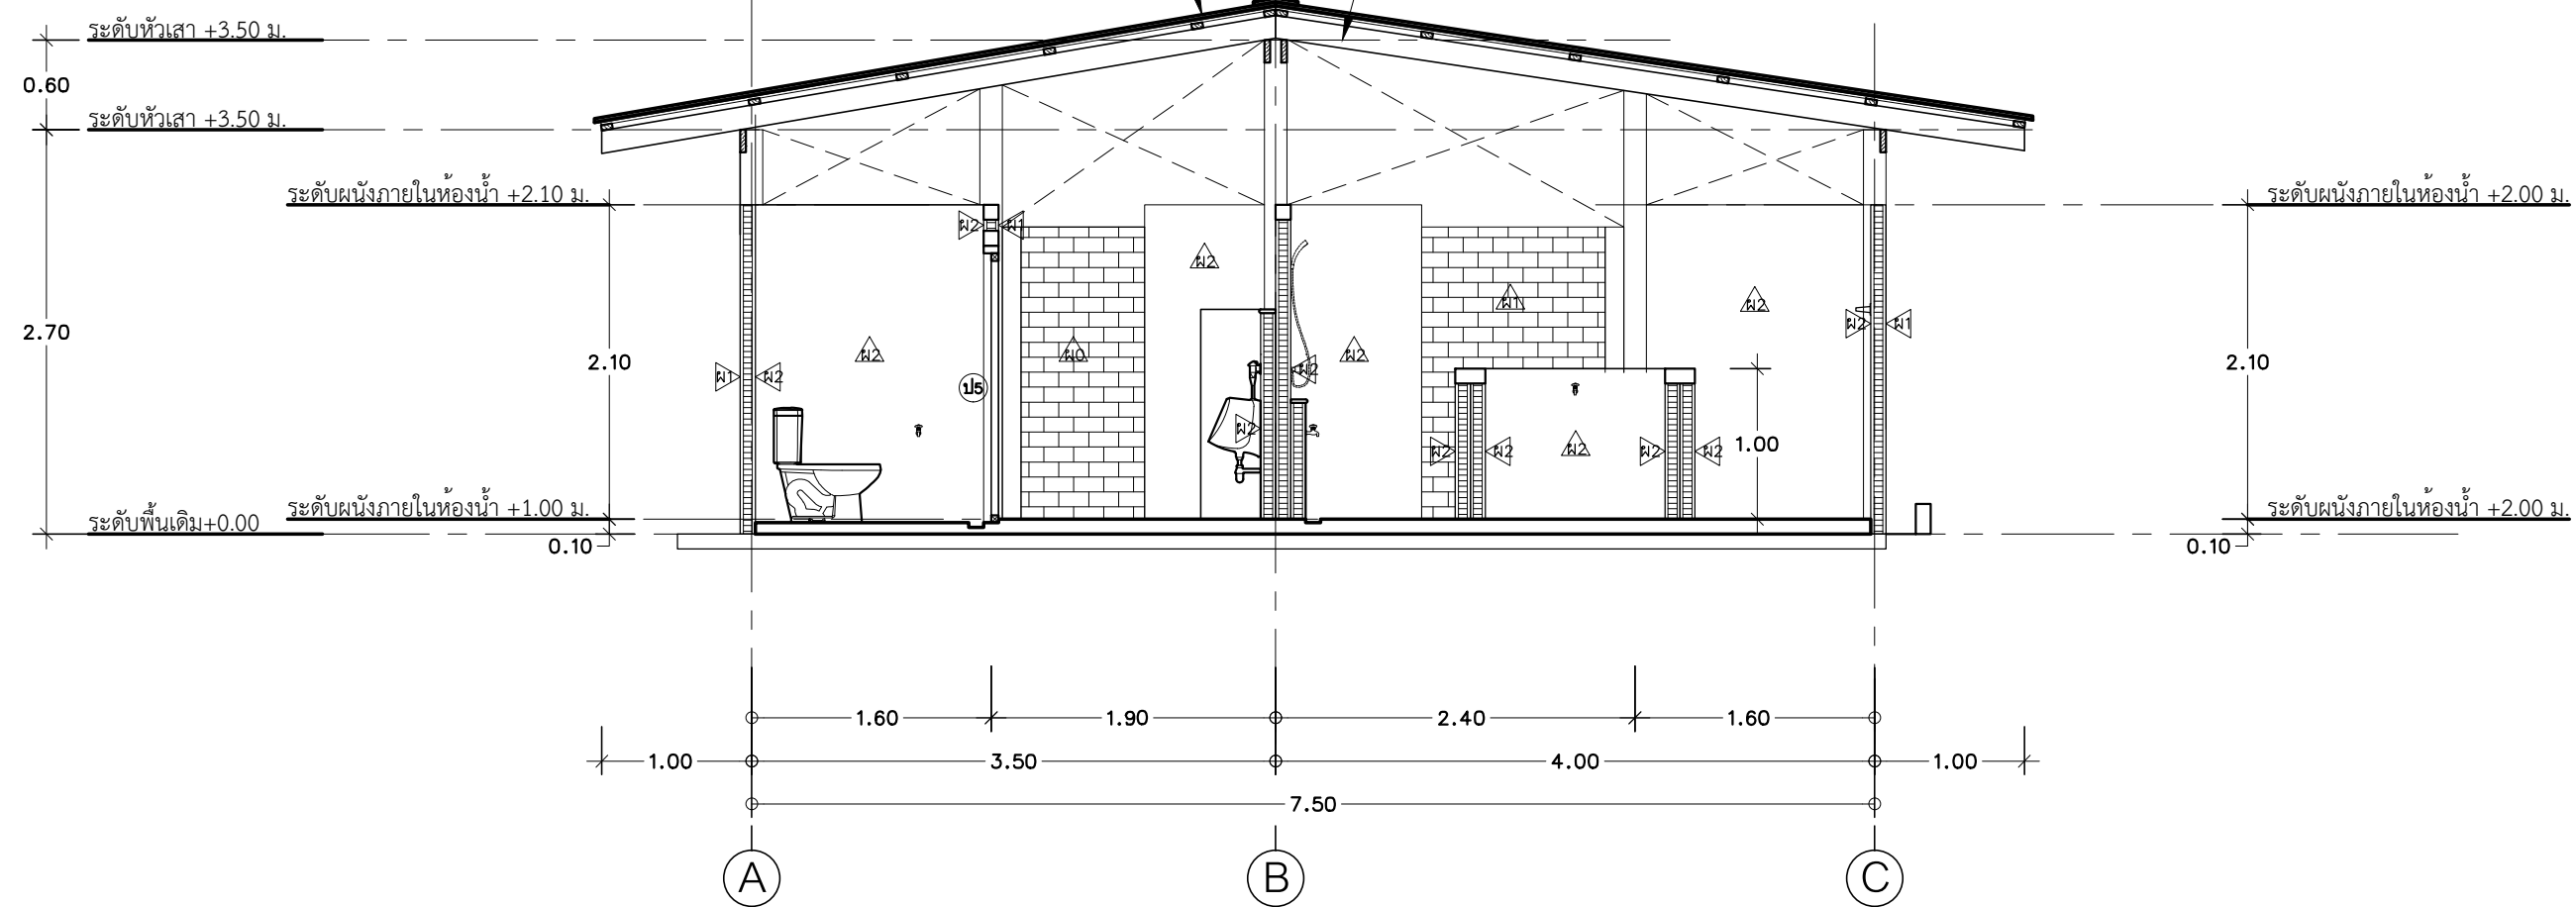 ระดับหัวเสา +3.50 ม.
0.60
ระดับหัวเสา +3.50 ม.
ระดับผนังภายในห้องน้ำ +2.10 ม.
ระดับผนังภายในห้องน้ำ +2.00 ม.
ผ2
ผ1
ผ2
ผ1
ผ2
ผ2
ผ1
2.70
2.10
2.10
ผ2
ผ0
ผ2
ผ2
ผ1
ผ2
ป5
ผ2
ผ2
ผ2
ผ2
ผ2
ผ2
1.00
ระดับผนังภายในห้องน้ำ +1.00 ม.
ระดับผนังภายในห้องน้ำ +2.00 ม.
ระดับพื้นเดิม+0.00
0.10
0.10
1.60
1.90
2.40
1.60
1.00
3.50
4.00
1.00
7.50
A
B
C